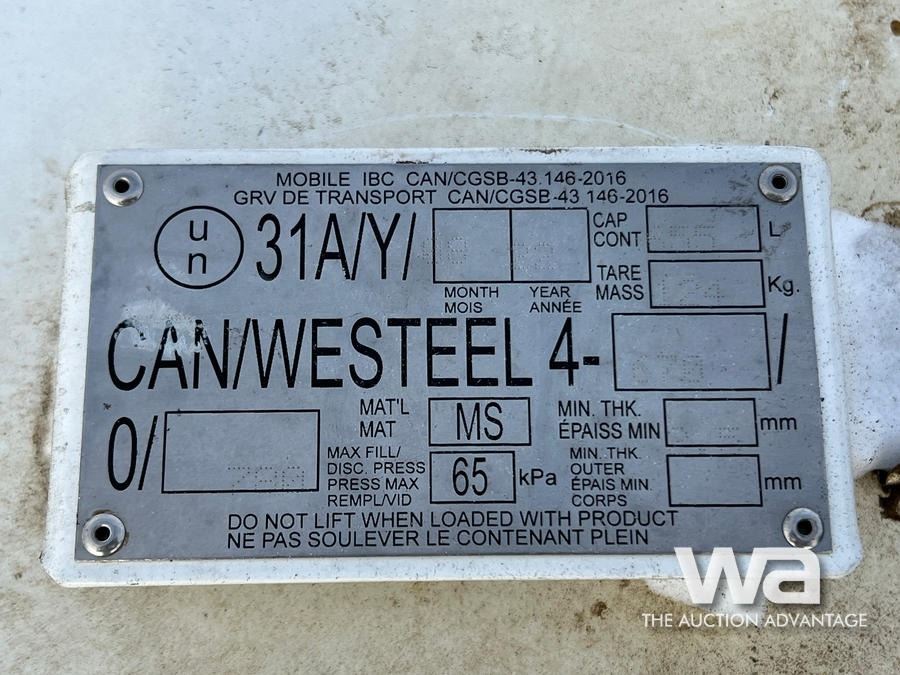 MOBILE IBC CAN/CGSB-43.146-2016
GRV DE TRANSPORT CAN/CGSB-43 146-2016
un 31A/Y/
CAP
CONT
L
MONTH
MOIS
YEAR
ANNÉE
TARE
MASS
Kg.
CAN/WESTEEL 4- /
0/
MAT'L
MAT
MS
MIN. THK.
ÉPAISS MIN
mm
MAX FILL/
DISC. PRESS
PRESS MAX
REMPL/VID
65 kPa
MIN. THK.
OUTER
ÉPAIS MIN.
CORPS
mm
DO NOT LIFT WHEN LOADED WITH PRODUCT
NE PAS SOULEVER LE CONTENANT PLEIN
wa
THE AUCTION ADVANTAGE